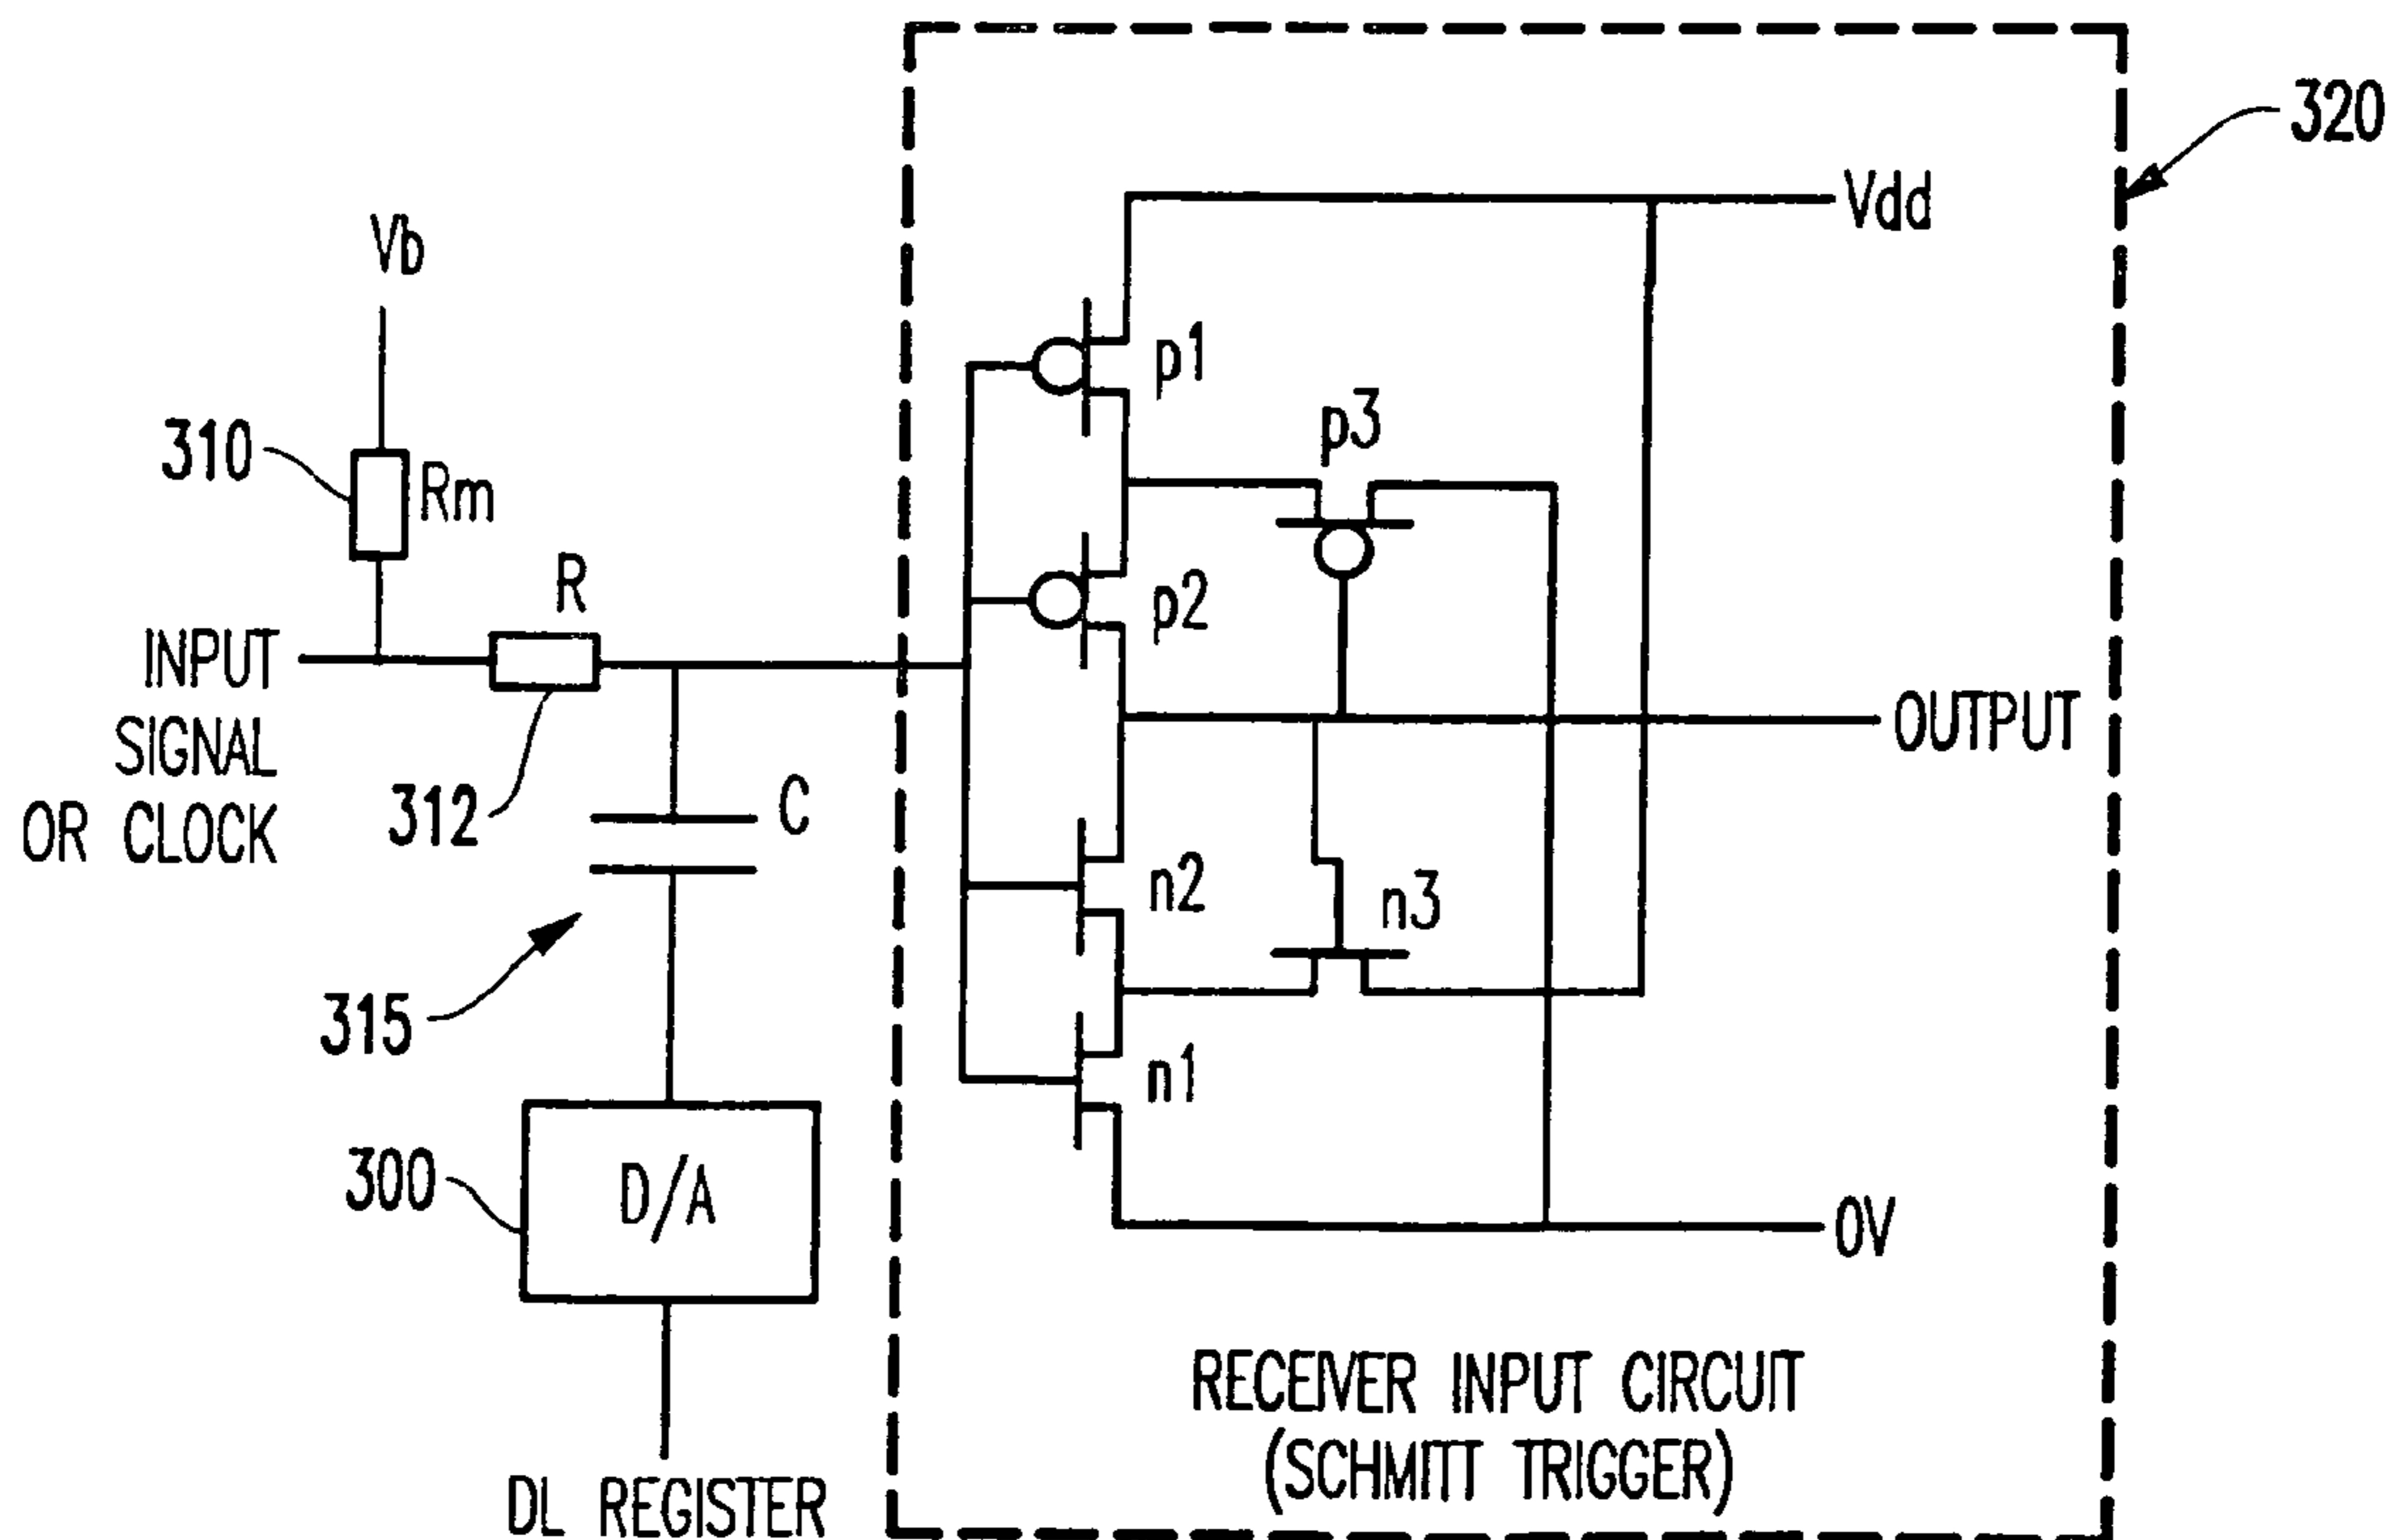 320
Vdd
Vb
p1
310
Rm
p3
R
p2
INPUT
SIGNAL
OR CLOCK
312
C
OUTPUT
n2
n3
315
n1
300
D/A
0V
RECEIVER INPUT CIRCUIT
(SCHMITT TRIGGER)
DL REGISTER